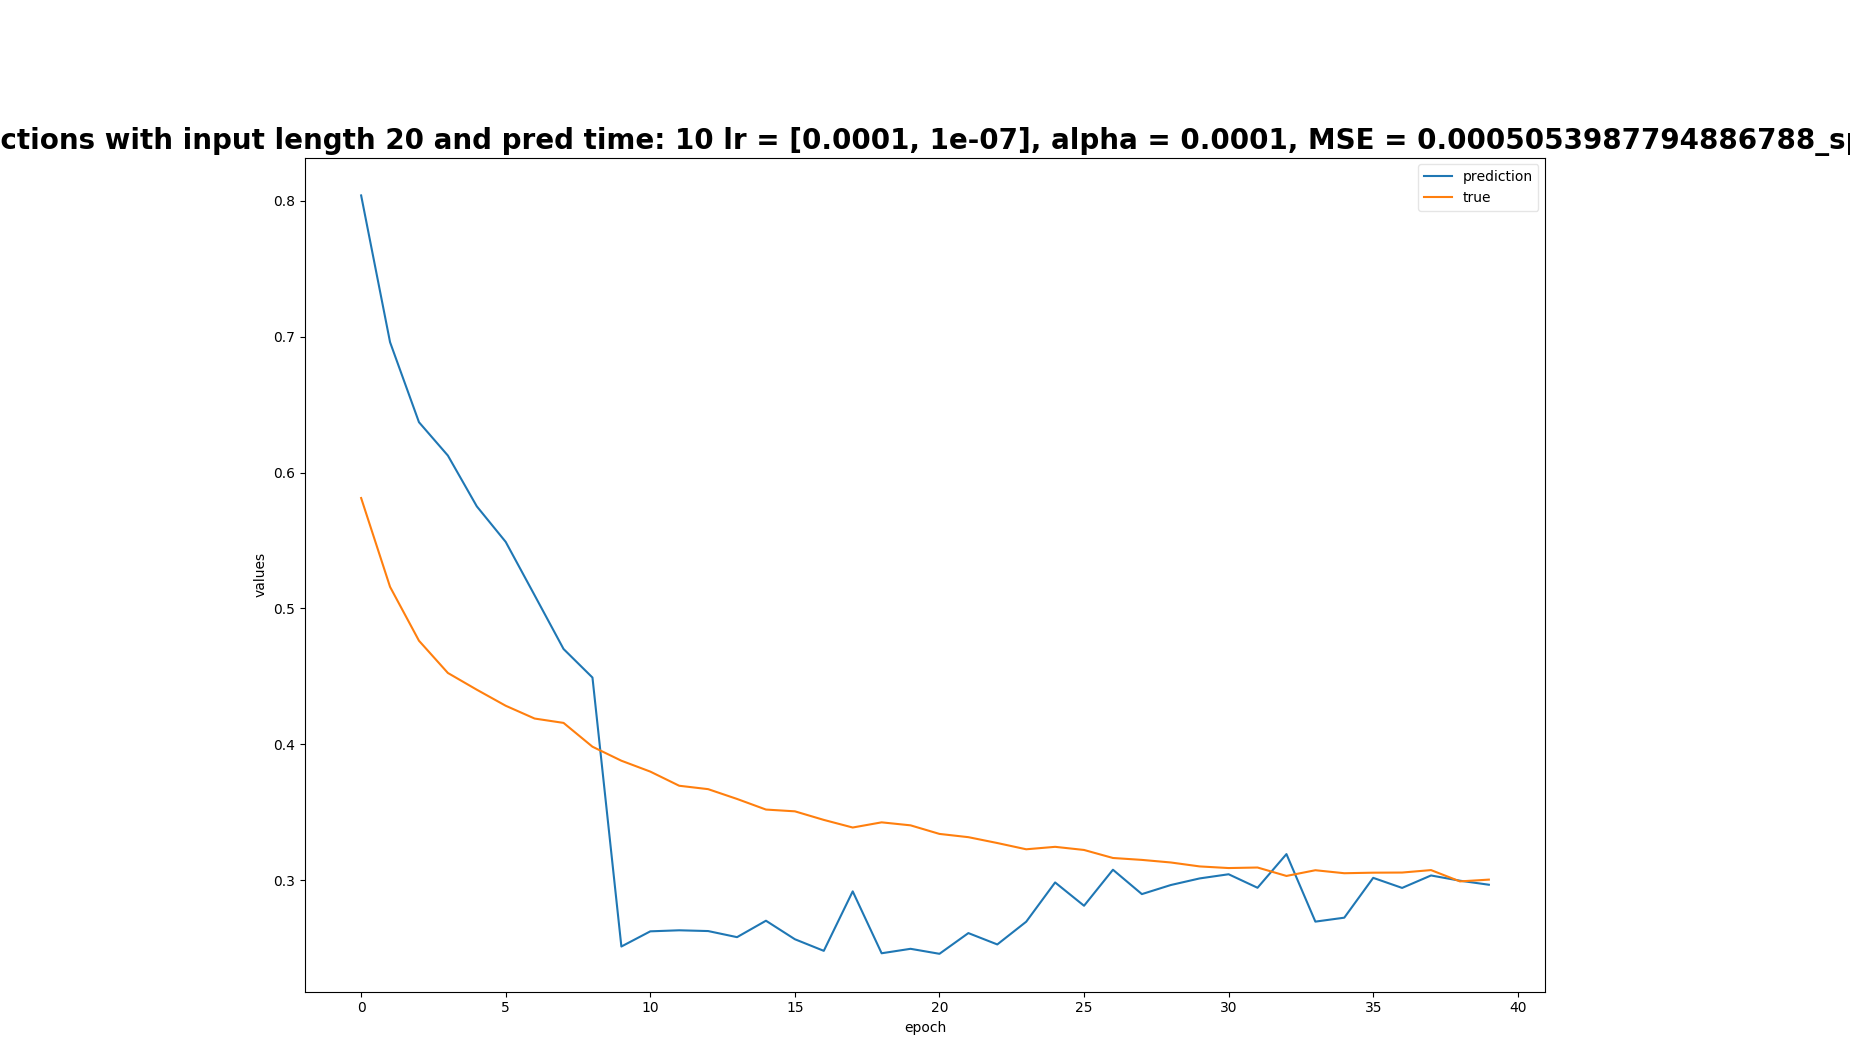 ctions with input length 20 and pred time: 10 lr = [0.0001, 1e-07], alpha = 0.0001, MSE = 0.0005053987794886788_sp
prediction
true
0.8
0.7
0.6
0.5
0.4
0.3
values
0 5 10 15 20 25 30 35 40
epoch